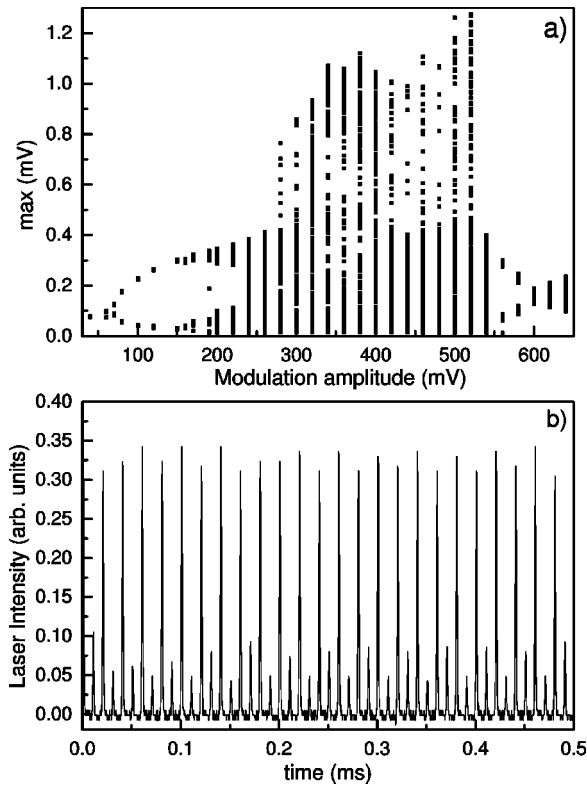 a)
1.2
1.0
0.8
0.6
0.4
0.2
0.0
max (mV)
100 200 300 400 500 600
Modulation amplitude (mV)
b)
0.40
0.35
0.30
0.25
0.20
0.15
0.10
0.05
0.00
Laser Intensity (arb. units)
0.0 0.1 0.2 0.3 0.4 0.5
time (ms)